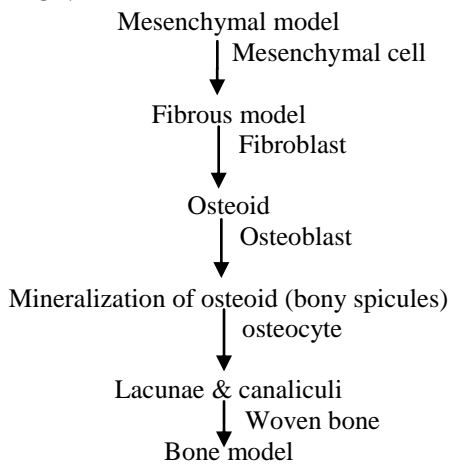 Mesenchymal model
Mesenchymal cell
Fibrous model
Fibroblast
Osteoid
Osteoblast
Mineralization of osteoid (bony spicules)
osteocyte
Lacunae & canaliculi
Woven bone
Bone model